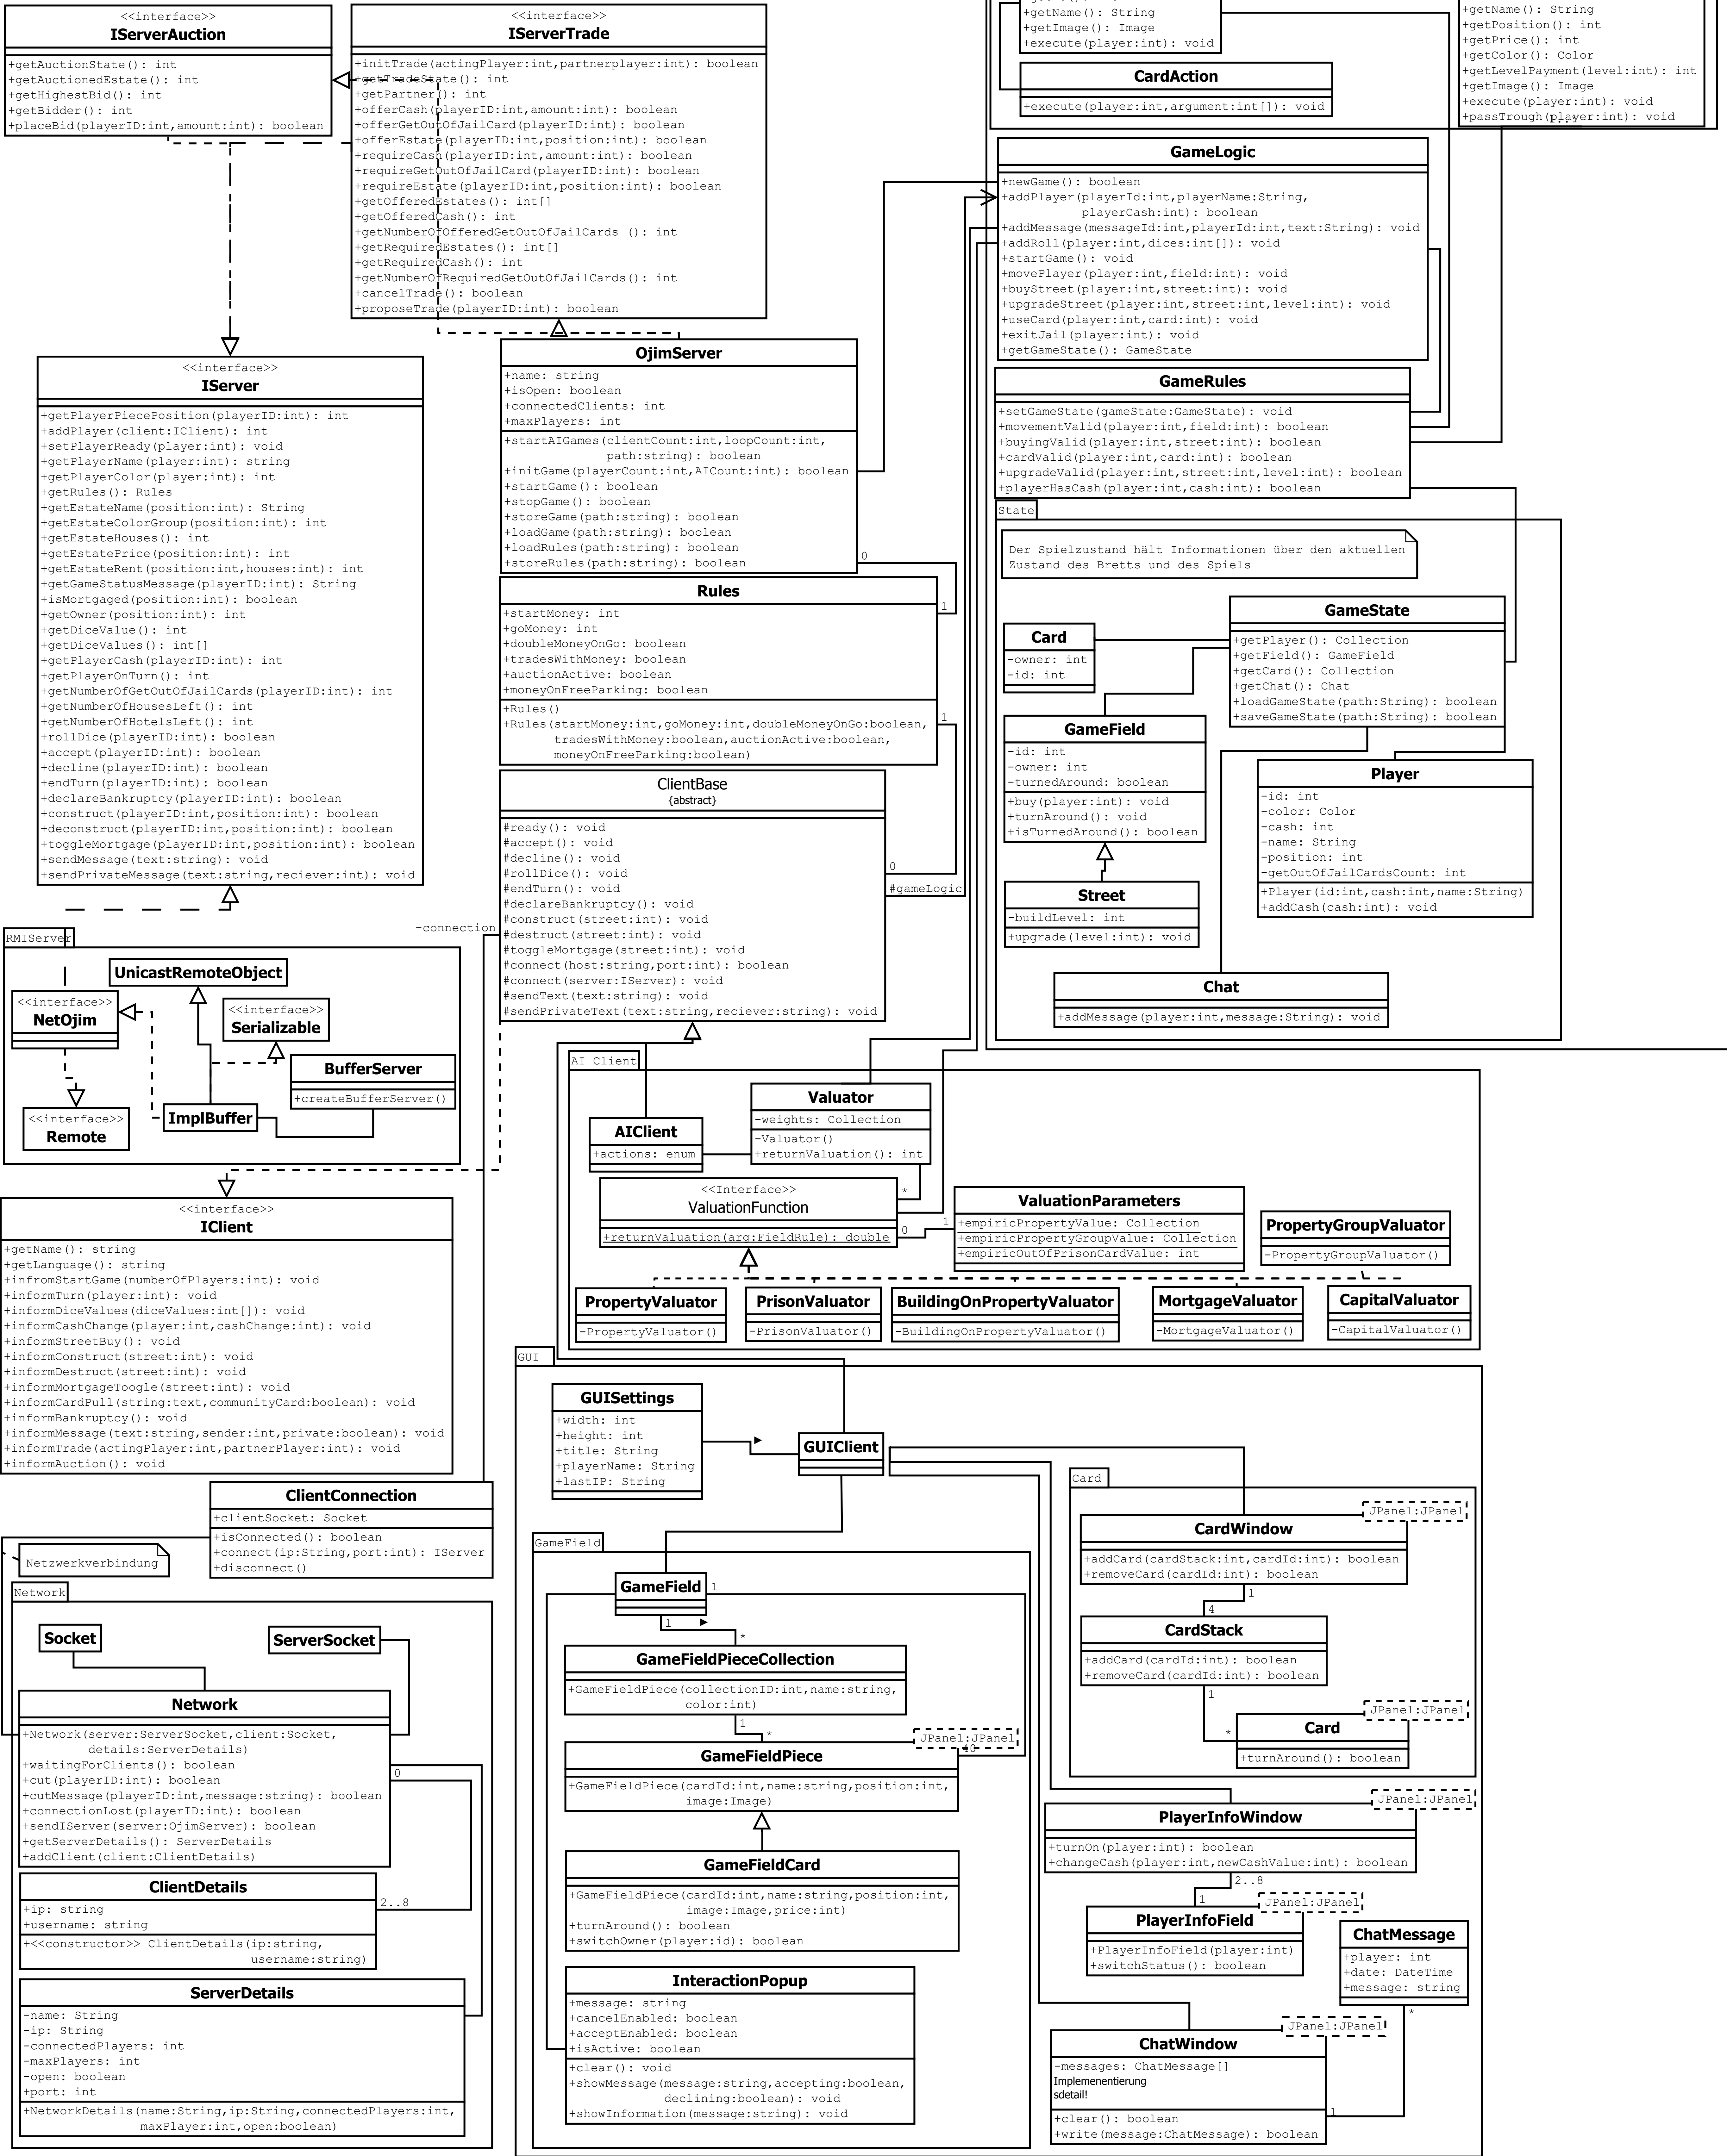 <<interface>>
IServerAuction
+getAuctionState(): int
+getAuctionedEstate(): int
+getHighestBid(): int
+getBidder(): int
+placeBid(playerID:int,amount:int): boolean
<<interface>>
IServerTrade
+initTrade(actingPlayer:int,partnerplayer:int): boolean
+getTradeState(): int
+getPartner(): int
+offerCash(playerID:int,amount:int): boolean
+offerGetOutOfJailCard(playerID:int): boolean
+offerEstate(playerID:int,position:int): boolean
+requireCash(playerID:int,amount:int): boolean
+requireGetOutOfJailCard(playerID:int): boolean
+requireEstate(playerID:int,position:int): boolean
+getOfferedEstates(): int[]
+getOfferedCash(): int
+getNumberOfOfferedGetOutOfJailCards (): int
+getRequiredEstates(): int[]
+getRequiredCash(): int
+getNumberOfRequiredGetOutOfJailCards(): int
+cancelTrade(): boolean
+proposeTrade(playerID:int): boolean
+getName(): String
+getImage(): Image
+execute(player:int): void
CardAction
+execute(player:int,argument:int[]): void
+getName(): String
+getPosition(): int
+getPrice(): int
+getColor(): Color
+getLevelPayment(level:int): int
+getImage(): Image
+execute(player:int): void
+passTrough(player:int): void
GameLogic
+newGame(): boolean
+addPlayer(playerId:int,playerName:String,
playerCash:int): boolean
+addMessage(messageId:int,playerId:int,text:String): void
+addRoll(player:int,dices:int[]): void
+startGame(): void
+movePlayer(player:int,field:int): void
+buyStreet(player:int,street:int): void
+upgradeStreet(player:int,street:int,level:int): void
+useCard(player:int,card:int): void
+exitJail(player:int): void
+getGameState(): GameState
GameRules
+setGameState(gameState:GameState): void
+movementValid(player:int,field:int): boolean
+buyingValid(player:int,street:int): boolean
+cardValid(player:int,card:int): boolean
+upgradeValid(player:int,street:int,level:int): boolean
+playerHasCash(player:int,cash:int): boolean
<<interface>>
IServer
+getPlayerPiecePosition(playerID:int): int
+addPlayer(client:IClient): int
+setPlayerReady(player:int): void
+getPlayerName(player:int): string
+getPlayerColor(player:int): int
+getRules(): Rules
+getEstateName(position:int): String
+getEstateColorGroup(position:int): int
+getEstateHouses(): int
+getEstatePrice(position:int): int
+getEstateRent(position:int,houses:int): int
+getGameStatusMessage(playerID:int): String
+isMortgaged(position:int): boolean
+getOwner(position:int): int
+getDiceValue(): int
+getDiceValues(): int[]
+getPlayerCash(playerID:int): int
+getPlayerOnTurn(): int
+getNumberOfGetOutOfJailCards(playerID:int): int
+getNumberOfHousesLeft(): int
+getNumberOfHotelsLeft(): int
+rollDice(playerID:int): boolean
+accept(playerID:int): boolean
+decline(playerID:int): boolean
+endTurn(playerID:int): boolean
+declareBankruptcy(playerID:int): boolean
+construct(playerID:int,position:int): boolean
+deconstruct(playerID:int,position:int): boolean
+toggleMortgage(playerID:int,position:int): boolean
+sendMessage(text:string): void
+sendPrivateMessage(text:string,reciever:int): void
OjimServer
+name: string
+isOpen: boolean
+connectedClients: int
+maxPlayers: int
+startAIGames(clientCount:int,loopCount:int,
path:string): boolean
+initGame(playerCount:int,AICount:int): boolean
+startGame(): boolean
+stopGame(): boolean
+storeGame(path:string): boolean
+loadGame(path:string): boolean
+loadRules(path:string): boolean
+storeRules(path:string): boolean
0
1
Rules
+startMoney: int
+goMoney: int
+doubleMoneyOnGo: boolean
+tradesWithMoney: boolean
+auctionActive: boolean
+moneyOnFreeParking: boolean
+Rules()
+Rules(startMoney:int,goMoney:int,doubleMoneyOnGo:boolean,
tradesWithMoney:boolean,auctionActive:boolean,
moneyOnFreeParking:boolean)
1
ClientBase
{abstract}
#ready(): void
#accept(): void
#decline(): void
#rollDice(): void
#endTurn(): void
#declareBankruptcy(): void
#construct(street:int): void
#destruct(street:int): void
#toggleMortgage(street:int): void
#connect(host:string,port:int): boolean
#connect(server:IServer): void
#sendText(text:string): void
#sendPrivateText(text:string,reciever:string): void
0
#gameLogic
-connection
State
Der Spielzustand hält Informationen über den aktuellen
Zustand des Bretts und des Spiels
Card
-owner: int
-id: int
GameState
+getPlayer(): Collection
+getField(): GameField
+getCard(): Collection
+getChat(): Chat
+loadGameState(path:String): boolean
+saveGameState(path:String): boolean
GameField
-id: int
-owner: int
-turnedAround: boolean
+buy(player:int): void
+turnAround(): void
+isTurnedAround(): boolean
Street
-buildLevel: int
+upgrade(level:int): void
Player
-id: int
-color: Color
-cash: int
-name: String
-position: int
-getOutOfJailCardsCount: int
+Player(id:int,cash:int,name:String)
+addCash(cash:int): void
Chat
+addMessage(player:int,message:String): void
RMIServer
UnicastRemoteObject
<<interface>>
NetOjim
<<interface>>
Serializable
BufferServer
+createBufferServer()
ImplBuffer
<<interface>>
Remote
AI Client
Valuator
-weights: Collection
-Valuator()
+returnValuation(): int
AIClient
+actions: enum
<<Interface>>
ValuationFunction
+returnValuation(arg:FieldRule): double
*
0
1
ValuationParameters
+empiricPropertyValue: Collection
+empiricPropertyGroupValue: Collection
+empiricOutOfPrisonCardValue: int
PropertyGroupValuator
-PropertyGroupValuator()
PropertyValuator
-PropertyValuator()
PrisonValuator
-PrisonValuator()
BuildingOnPropertyValuator
-BuildingOnPropertyValuator()
MortgageValuator
-MortgageValuator()
CapitalValuator
-CapitalValuator()
<<interface>>
IClient
+getName(): string
+getLanguage(): string
+infromStartGame(numberOfPlayers:int): void
+informTurn(player:int): void
+informDiceValues(diceValues:int[]): void
+informCashChange(player:int,cashChange:int): void
+informStreetBuy(): void
+informConstruct(street:int): void
+informDestruct(street:int): void
+informMortgageToogle(street:int): void
+informCardPull(string:text,communityCard:boolean): void
+informBankruptcy(): void
+informMessage(text:string,sender:int,private:boolean): void
+informTrade(actingPlayer:int,partnerPlayer:int): void
+informAuction(): void
ClientConnection
+clientSocket: Socket
+isConnected(): boolean
+connect(ip:String,port:int): IServer
+disconnect()
Netzwerkverbindung
Network
Socket
ServerSocket
Network
+Network(server:ServerSocket,client:Socket,
details:ServerDetails)
+waitingForClients(): boolean
+cut(playerID:int): boolean
+cutMessage(playerID:int,message:string): boolean
+connectionLost(playerID:int): boolean
+sendIServer(server:OjimServer): boolean
+getServerDetails(): ServerDetails
+addClient(client:ClientDetails)
0
ClientDetails
+ip: string
+username: string
+<<constructor>> ClientDetails(ip:string,
username:string)
2..8
ServerDetails
-name: String
-ip: String
-connectedPlayers: int
-maxPlayers: int
-open: boolean
+port: int
+NetworkDetails(name:String,ip:String,connectedPlayers:int,
maxPlayer:int,open:boolean)
GUI
GUISettings
+width: int
+height: int
+title: String
+playerName: String
+lastIP: String
GUIClient
GameField
GameField
1
1
*
GameFieldPieceCollection
+GameFieldPiece(collectionID:int,name:string,
color:int)
1
*
JPanel:JPanel
40
GameFieldPiece
+GameFieldPiece(cardId:int,name:string,position:int,
image:Image)
GameFieldCard
+GameFieldPiece(cardId:int,name:string,position:int,
image:Image,price:int)
+turnAround(): boolean
+switchOwner(player:id): boolean
InteractionPopup
+message: string
+cancelEnabled: boolean
+acceptEnabled: boolean
+isActive: boolean
+clear(): void
+showMessage(message:string,accepting:boolean,
declining:boolean): void
+showInformation(message:string): void
Card
JPanel:JPanel
CardWindow
+addCard(cardStack:int,cardId:int): boolean
+removeCard(cardId:int): boolean
1
4
CardStack
+addCard(cardId:int): boolean
+removeCard(cardId:int): boolean
1
*
JPanel:JPanel
Card
+turnAround(): boolean
JPanel:JPanel
PlayerInfoWindow
+turnOn(player:int): boolean
+changeCash(player:int,newCashValue:int): boolean
2..8
1
JPanel:JPanel
PlayerInfoField
+PlayerInfoField(player:int)
+switchStatus(): boolean
ChatMessage
+player: int
+date: DateTime
+message: string
*
JPanel:JPanel
ChatWindow
-messages: ChatMessage[]
Implemenentierung
sdetail!
+clear(): boolean
+write(message:ChatMessage): boolean
1